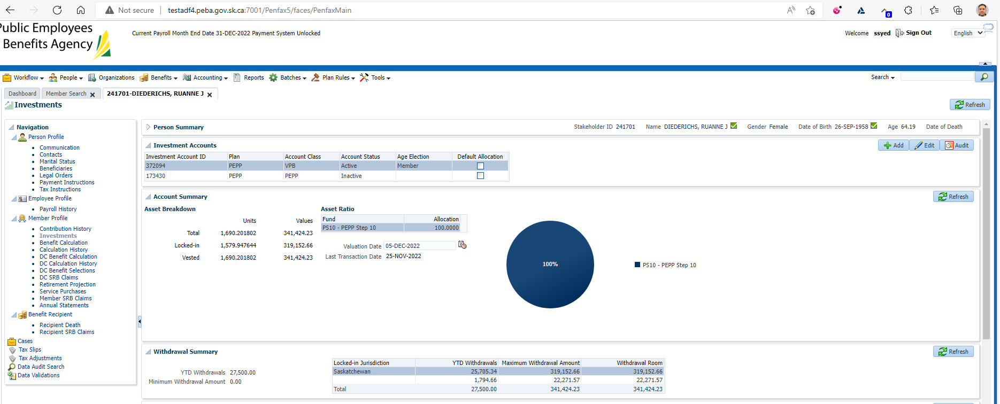 Not secure testadf4.peba.gov.sk.ca:7001/Penfax5/faces/PenfaxMain
0
Public Employees
Benefits Agency
Current Payroll Month End Date 31-DEC-2022 Payment System Unlocked
Welcome ssyed Sign Out English
Workflow People Organizations Benefits Accounting Reports Batches Plan Rules Tools Search
Dashboard Member Search 241701-DIEDERICHS, RUANNE J
Investments Refresh
Navigation
Person Profile
Communication
Contacts
Marital Status
Beneficiaries
Legal Orders
Payment Instructions
Tax Instructions
Employee Profile
Payroll History
Member Profile
Contribution History
Investments
Benefit Calculation
Calculation History
DC Benefit Calculation
DC Calculation History
DC Benefit Selections
DC SRB Claims
Retirement Projection
Service Purchases
Member SRB Claims
Annual Statements
Benefit Recipient
Recipient Death
Recipient SRB Claims
Cases
Tax Slips
Tax Adjustments
Data Audit Search
Data Validations
Person Summary Stakeholder ID 241701 Name DIEDERICHS, RUANNE J Gender Female Date of Birth 26-SEP-1958 Age 64.19 Date of Death
Investment Accounts Add Edit Audit
Investment Account ID Plan Account Class Account Status Age Election Default Allocation
372094 PEPP VPB Active Member
173430 PEPP PEPP Inactive
Account Summary Refresh
Asset Breakdown
Units Values
Total 1,690.201802 341,424.23
Locked-in 1,579.947644 319,152.66
Vested 1,690.201802 341,424.23
Asset Ratio
Fund Allocation
PS10 - PEPP Step 10 100.0000
Valuation Date 05-DEC-2022
Last Transaction Date 25-NOV-2022
100%
PS10 - PEPP Step 10
Withdrawal Summary Refresh
YTD Withdrawals 27,500.00
Minimum Withdrawal Amount 0.00
Locked-in Jurisdiction YTD Withdrawals Maximum Withdrawal Amount Withdrawal Room
Saskatchewan 25,705.34 319,152.66 319,152.66
1,794.66 22,271.57 22,271.57
Total 27,500.00 341,424.23 341,424.23